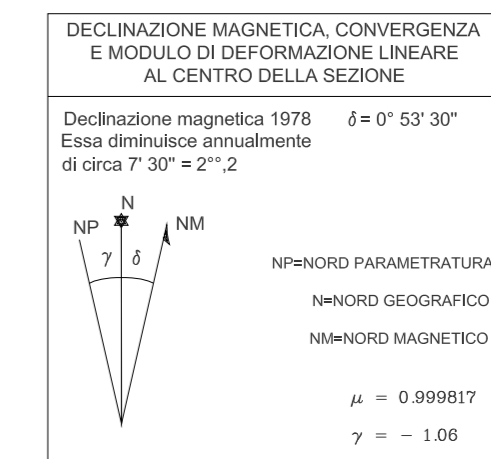 DECLINAZIONE MAGNETICA, CONVERGENZA
E MODULO DI DEFORMAZIONE LINEARE
AL CENTRO DELLA SEZIONE
Declinazione magnetica 1978 δ = 0° 53' 30"
Essa diminuisce annualmente
di circa 7' 30" = 2°°,2
N
NP NM
γ δ
NP=NORD PARAMETRATURA
N=NORD GEOGRAFICO
NM=NORD MAGNETICO
μ = 0.999817
γ = - 1.06